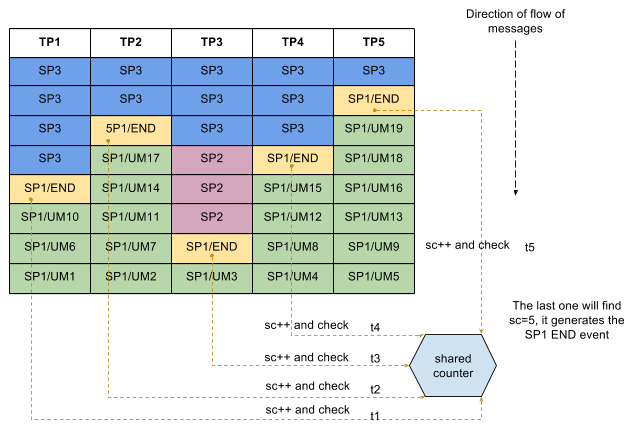 Direction of flow of
messages
TP1 TP2 TP3 TP4 TP5
SP3 SP3 SP3 SP3 SP3
SP3 SP3 SP3 SP3 SP1/END
SP3 5P1/END SP3 SP3 SP1/UM19
SP3 SP1/UM17 SP2 SP1/END SP1/UM18
SP1/END SP1/UM14 SP2 SP1/UM15 SP1/UM16
SP1/UM10 SP1/UM11 SP2 SP1/UM12 SP1/UM13
SP1/UM6 SP1/UM7 SP1/END SP1/UM8 SP1/UM9
SP1/UM1 SP1/UM2 SP1/UM3 SP1/UM4 SP1/UM5
sc++ and check t5
The last one will find
sc=5, it generates the
SP1 END event
sc++ and check t4
sc++ and check t3
sc++ and check t2
sc++ and check t1
shared
counter